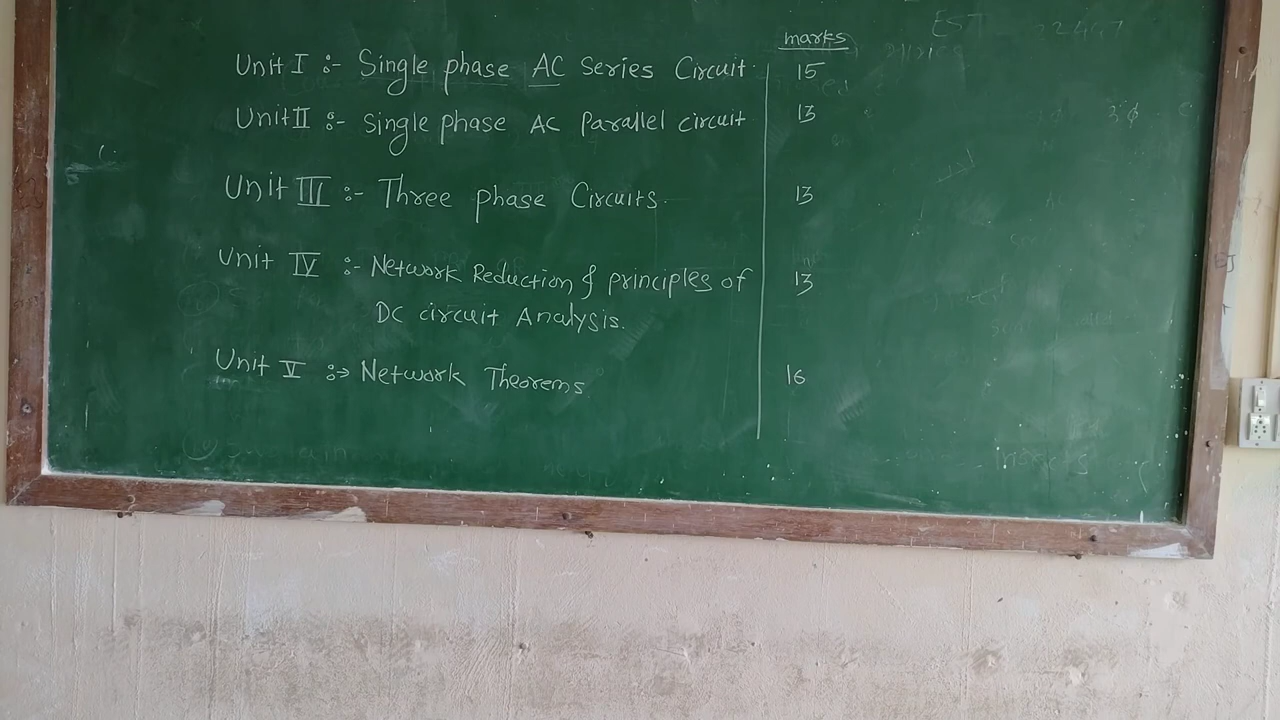 marks
Unit I :- Single phase AC Series Circuit. 15
Unit II :- Single phase AC Parallel circuit 13
Unit III :- Three phase Circuits. 13
Unit IV :- Network Reduction & principles of 13
DC circuit Analysis.
Unit V :→ Network Theorems 16